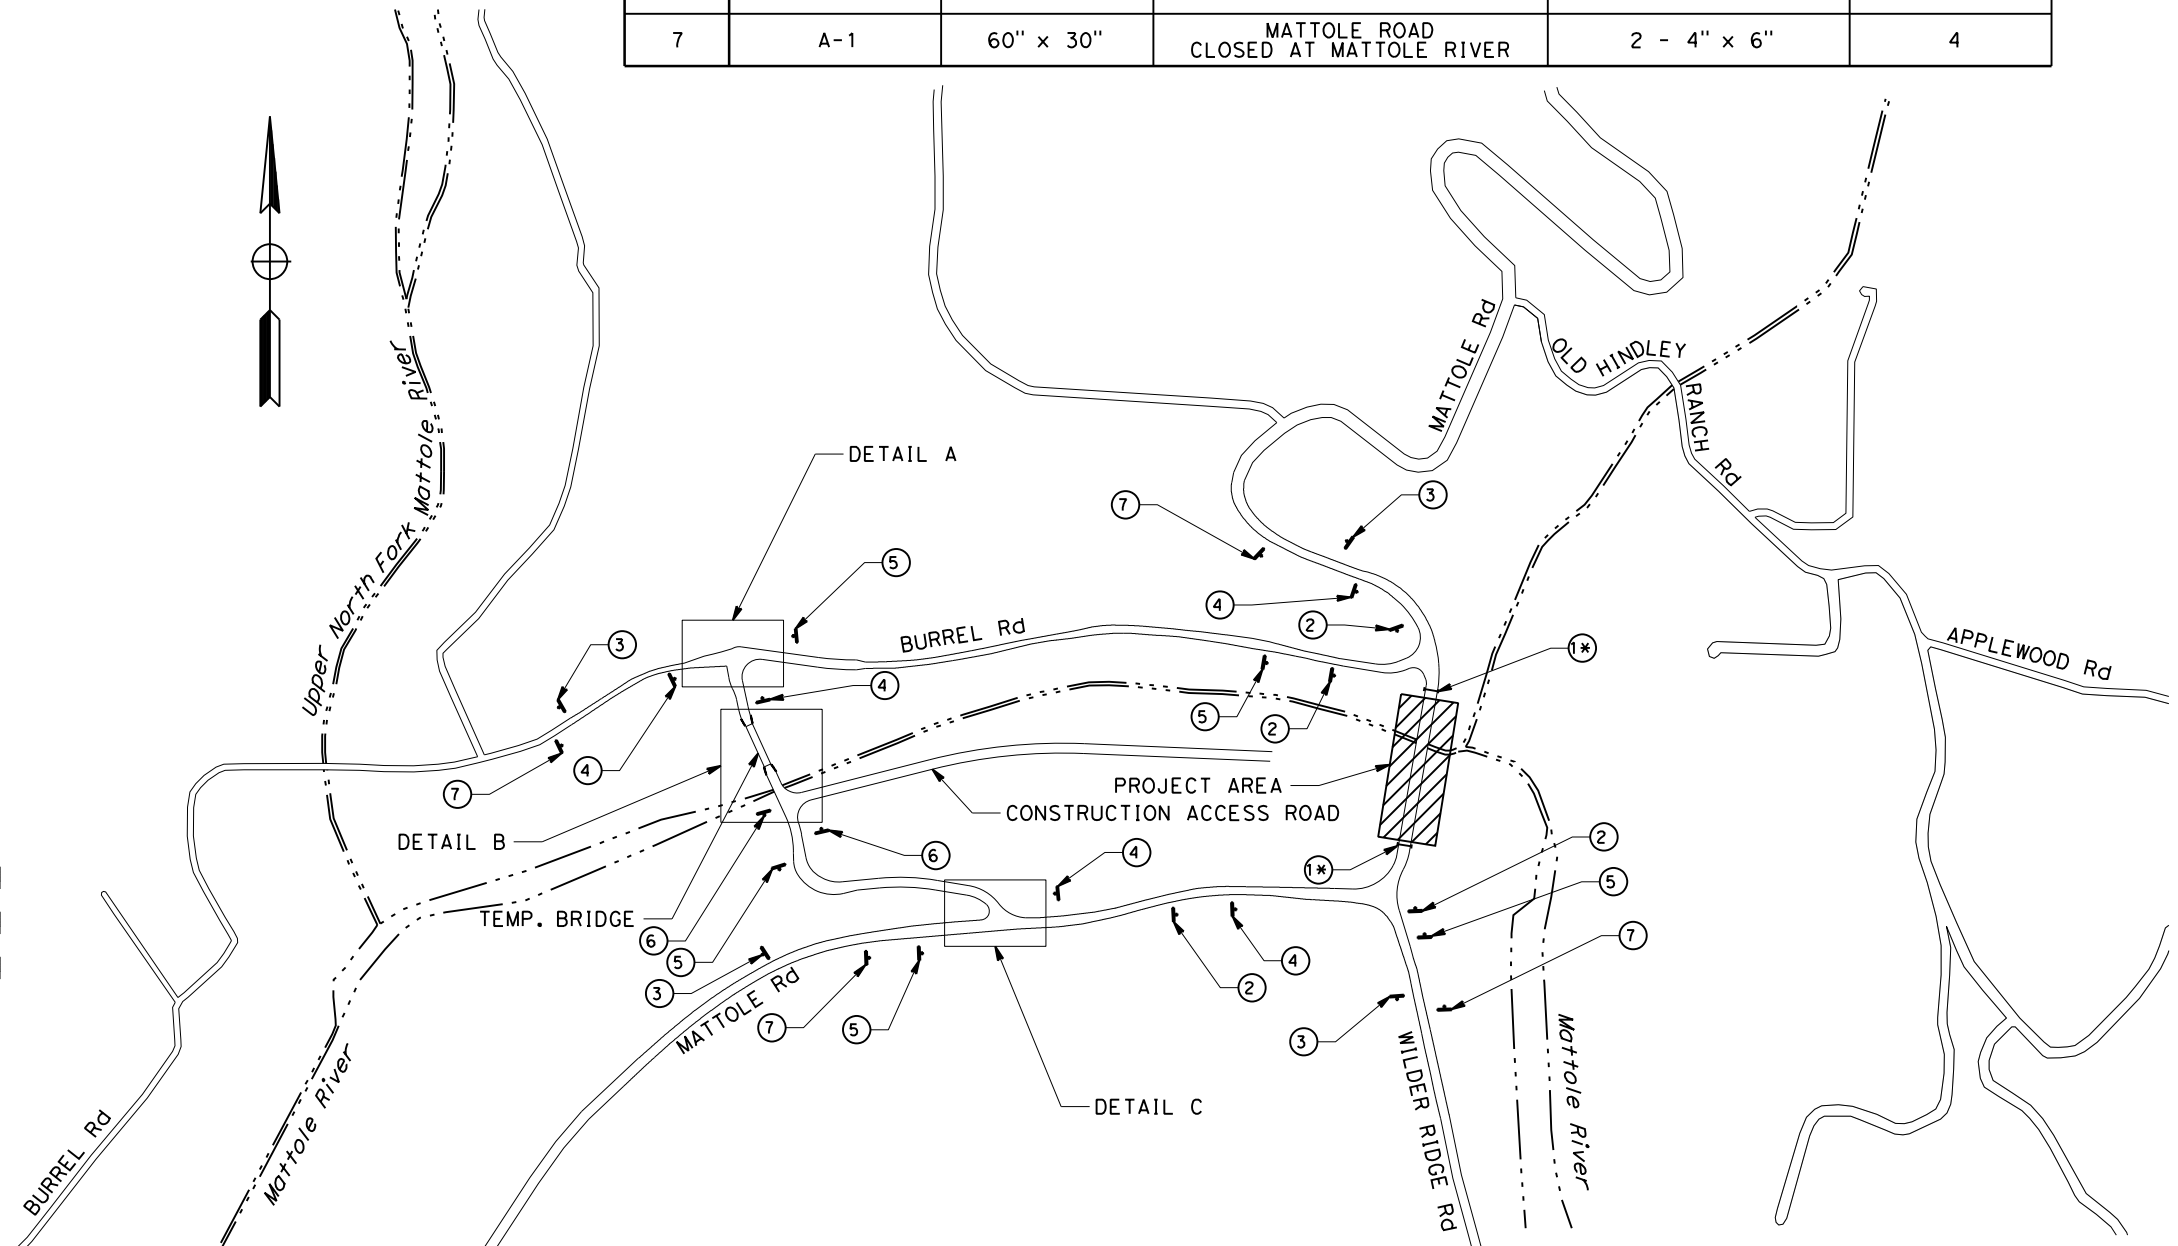 7
A-1
60" x 30"
MATTOLE ROAD
CLOSED AT MATTOLE RIVER
2 - 4" x 6"
4
Upper North Fork Mattole River
MATTOLE Rd
OLD HINDLEY
RANCH Rd
DETAIL A
7
3
5
4
2
BURREL Rd
3
1*
APPLEWOOD Rd
4
5
2
4
7
PROJECT AREA
CONSTRUCTION ACCESS ROAD
DETAIL B
2
4
6
1*
5
TEMP. BRIDGE
6
7
5
4
3
2
MATTOLE Rd
7
5
3
WILDER RIDGE Rd
Mattole River
Mattole River
DETAIL C
BURREL Rd